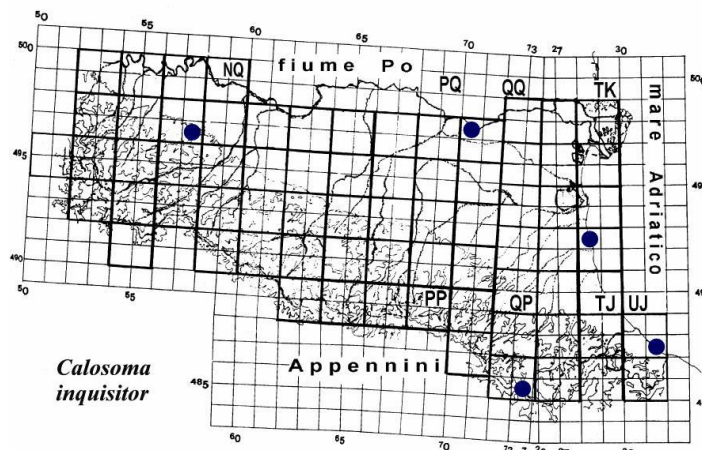 50
55
60
65
70
73
27
30
500
NQ
fiume Po
PQ
QQ
TK
mare Adriatico
495
490
50
55
PP
QP
TJ
UJ
Appennini
Calosoma
inquisitor
485
60
65
70